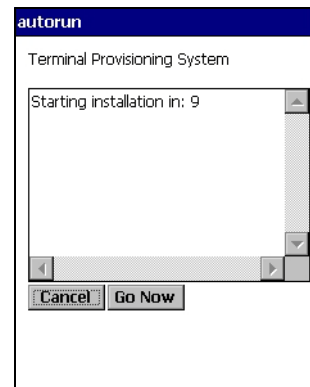 autorun
Terminal Provisioning System
Starting installation in: 9
Cancel Go Now